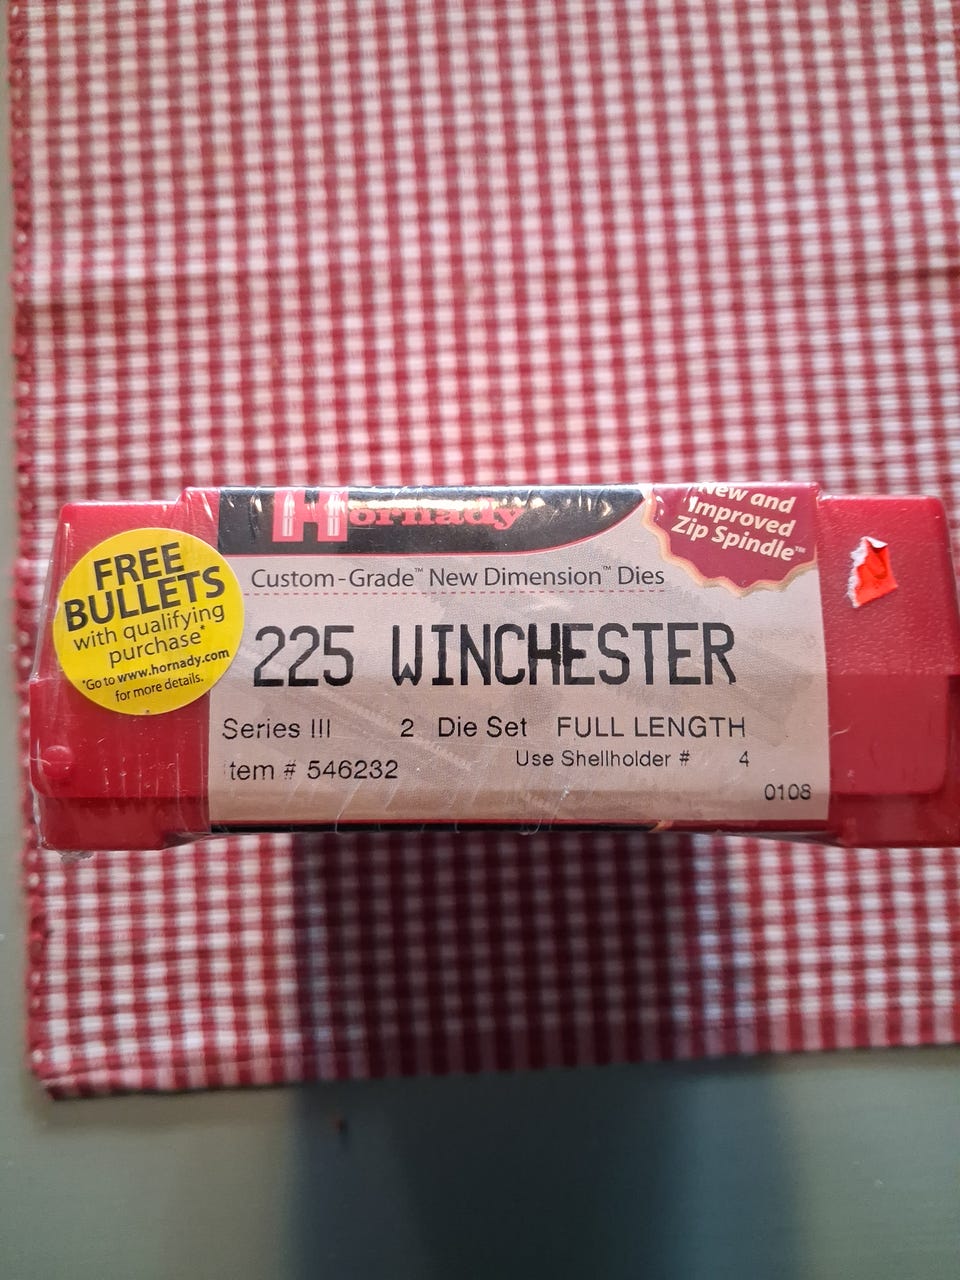 Hornady
New and
Improved
Zip Spindle™
FREE
BULLETS
with qualifying
purchase*
*Go to www.hornady.com
for more details.
Custom-Grade™ New Dimension™ Dies
225 WINCHESTER
Series III 2 Die Set FULL LENGTH
Item # 546232 Use Shellholder # 4
0108